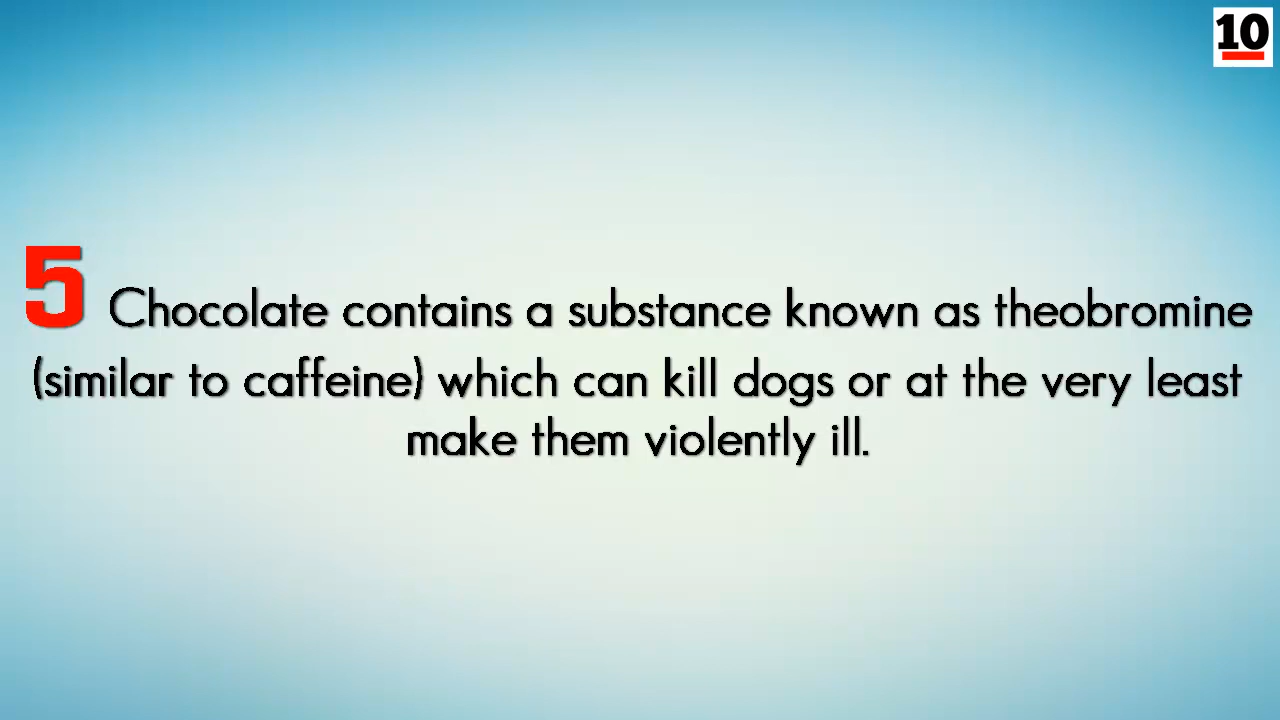 10
5 Chocolate contains a substance known as theobromine
(similar to caffeine) which can kill dogs or at the very least
make them violently ill.